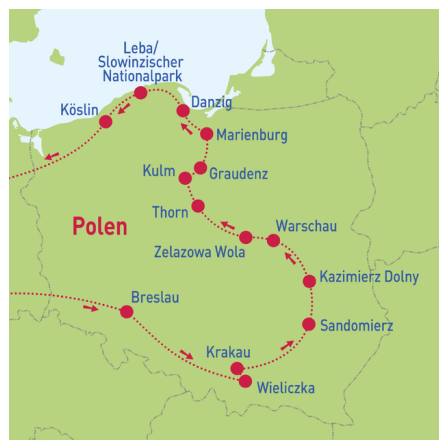 Leba/
Slowinzischer
Nationalpark
Köslin
Danzig
Marienburg
Kulm
Graudenz
Thorn
Polen
Warschau
Zelazowa Wola
Kazimierz Dolny
Breslau
Sandomierz
Krakau
Wieliczka